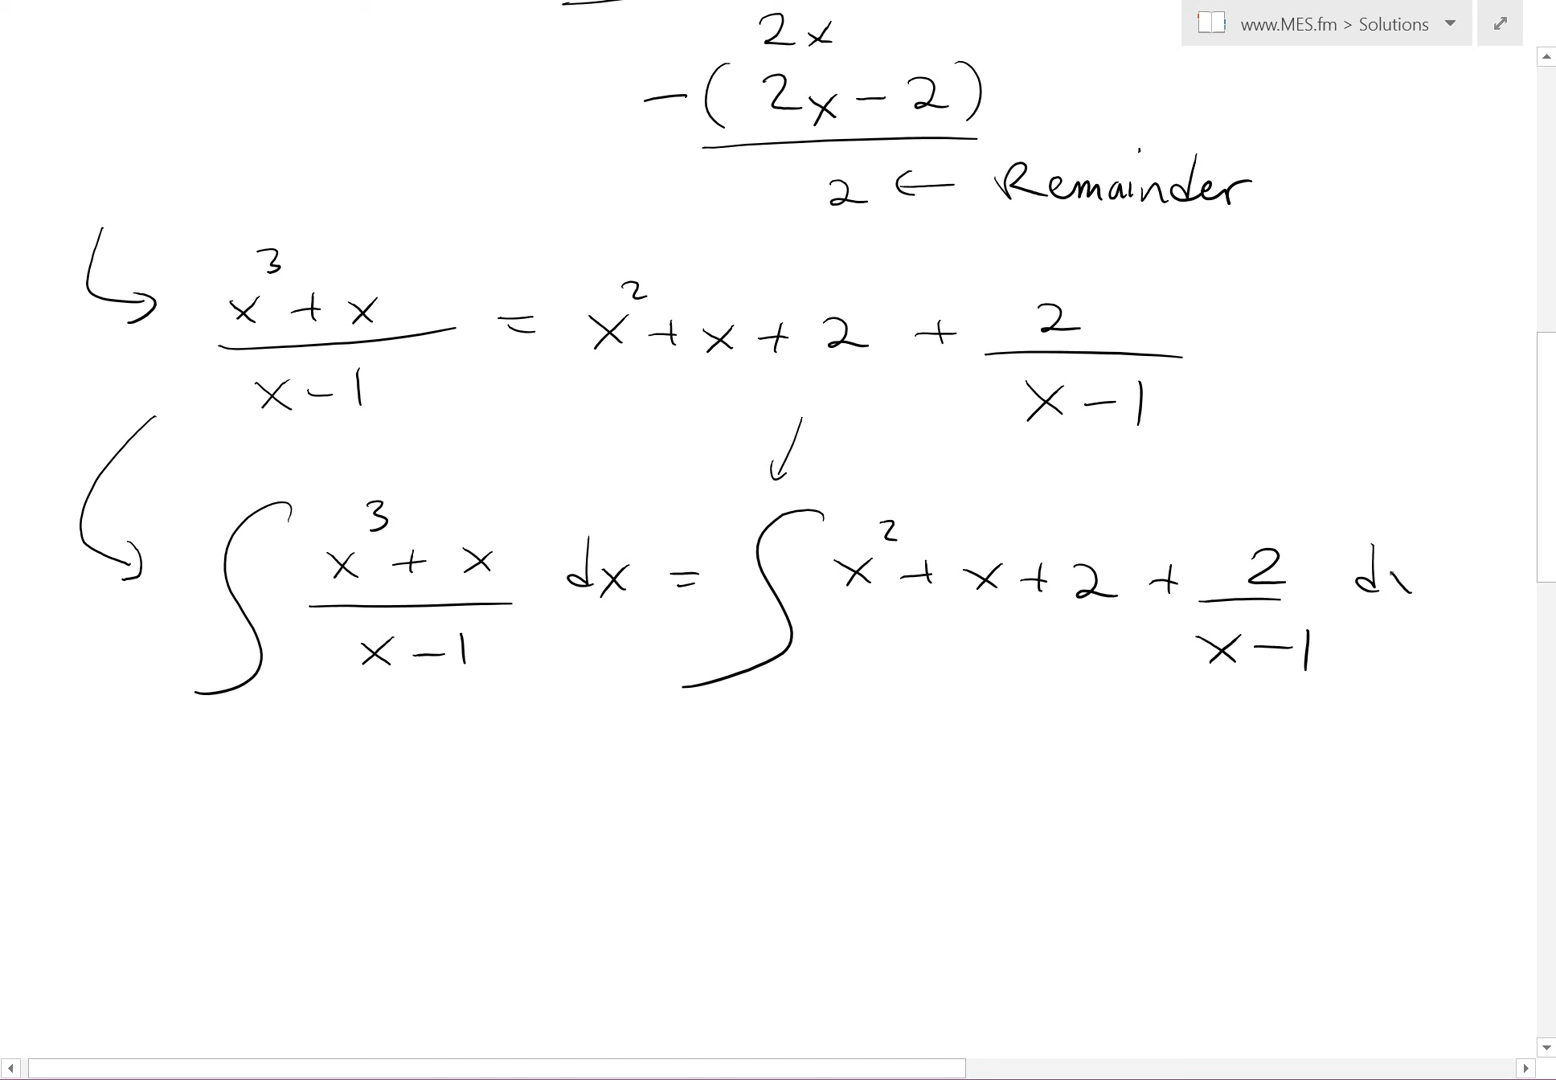 www.MES.fm > Solutions
2x
-(2x - 2)
2 ← Remainder
x³ + x / x - 1 = x² + x + 2 + 2 / x - 1
∫ x³ + x / x - 1 dx = ∫ x² + x + 2 + 2 / x - 1 d